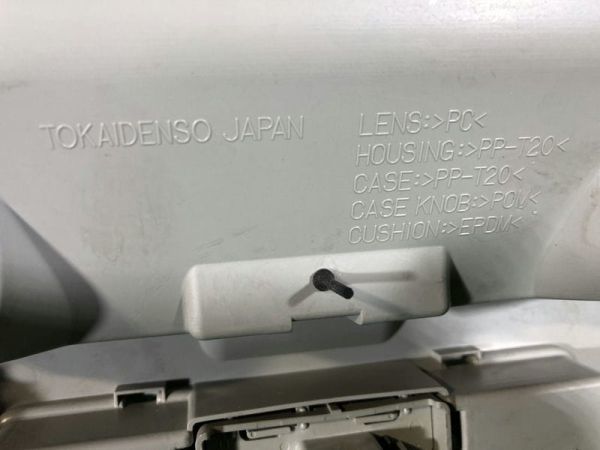 TOKAIDENSO JAPAN
LENS:>PC<
HOUSING:>PP-T20<
CASE:>PP-T20<
CASE KNOB:>POM<
CUSHION:>EPDM<